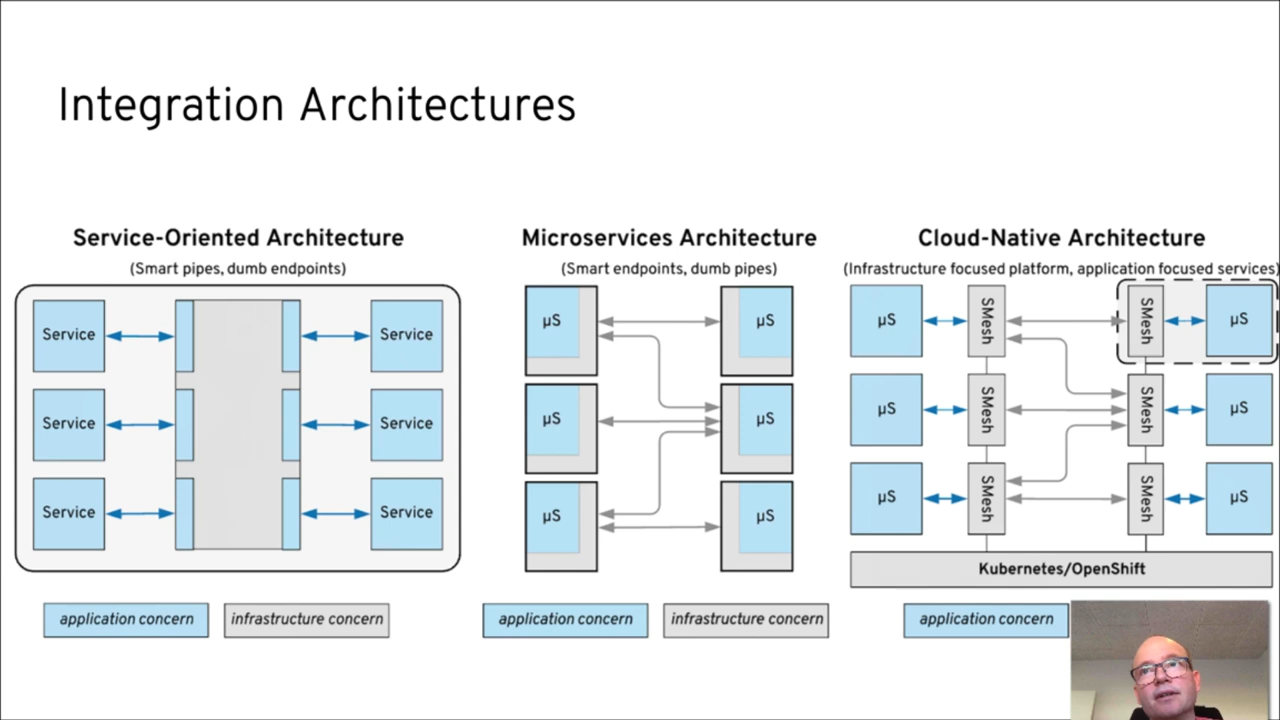 Integration Architectures
Service-Oriented Architecture
(Smart pipes, dumb endpoints)
Service
Service
Service
Service
Service
Service
application concern
infrastructure concern
Microservices Architecture
(Smart endpoints, dumb pipes)
µS
µS
µS
µS
µS
µS
application concern
infrastructure concern
Cloud-Native Architecture
(Infrastructure focused platform, application focused services)
µS
SMesh
SMesh
µS
µS
SMesh
SMesh
µS
µS
SMesh
SMesh
µS
Kubernetes/OpenShift
application concern